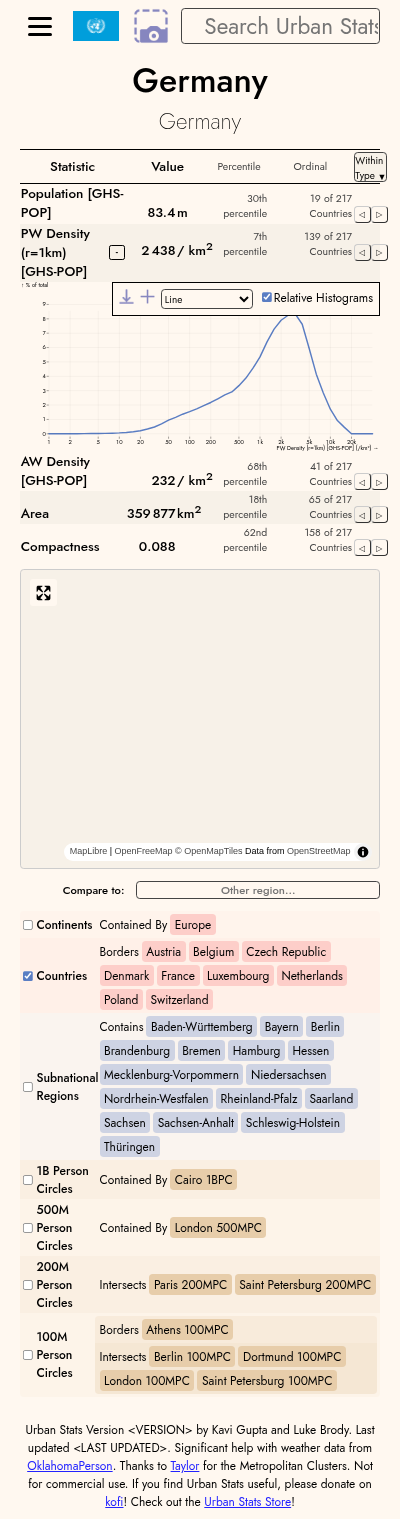 Search Urban Stats
Germany
Germany
Statistic Value Percentile Ordinal Within Type ▼
Population [GHS-POP] 83.4 m 30th percentile 19 of 217 Countries ◁ ▷
PW Density (r=1km) [GHS-POP] - 2 438 / km² 7th percentile 139 of 217 Countries ◁ ▷
↑ % of total
Line Relative Histograms
9
8
7
6
5
4
3
2
1
0
1 2 5 10 20 50 100 200 500 1k 2k 5k 10k 20k
PW Density (r=1km) [GHS-POP] (/km²) →
AW Density [GHS-POP] 232 / km² 68th percentile 41 of 217 Countries ◁ ▷
Area 359 877 km² 18th percentile 65 of 217 Countries ◁ ▷
Compactness 0.088 62nd percentile 158 of 217 Countries ◁ ▷
MapLibre | OpenFreeMap © OpenMapTiles Data from OpenStreetMap
Compare to: Other region...
Continents Contained By Europe
Countries Borders Austria Belgium Czech Republic
Denmark France Luxembourg Netherlands
Poland Switzerland
Subnational Regions Contains Baden-Württemberg Bayern Berlin
Brandenburg Bremen Hamburg Hessen
Mecklenburg-Vorpommern Niedersachsen
Nordrhein-Westfalen Rheinland-Pfalz Saarland
Sachsen Sachsen-Anhalt Schleswig-Holstein
Thüringen
1B Person Circles Contained By Cairo 1BPC
500M Person Circles Contained By London 500MPC
200M Person Circles Intersects Paris 200MPC Saint Petersburg 200MPC
100M Person Circles Borders Athens 100MPC
Intersects Berlin 100MPC Dortmund 100MPC
London 100MPC Saint Petersburg 100MPC
Urban Stats Version <VERSION> by Kavi Gupta and Luke Brody. Last
updated <LAST UPDATED>. Significant help with weather data from
OklahomaPerson. Thanks to Taylor for the Metropolitan Clusters. Not
for commercial use. If you find Urban Stats useful, please donate on
kofi! Check out the Urban Stats Store!